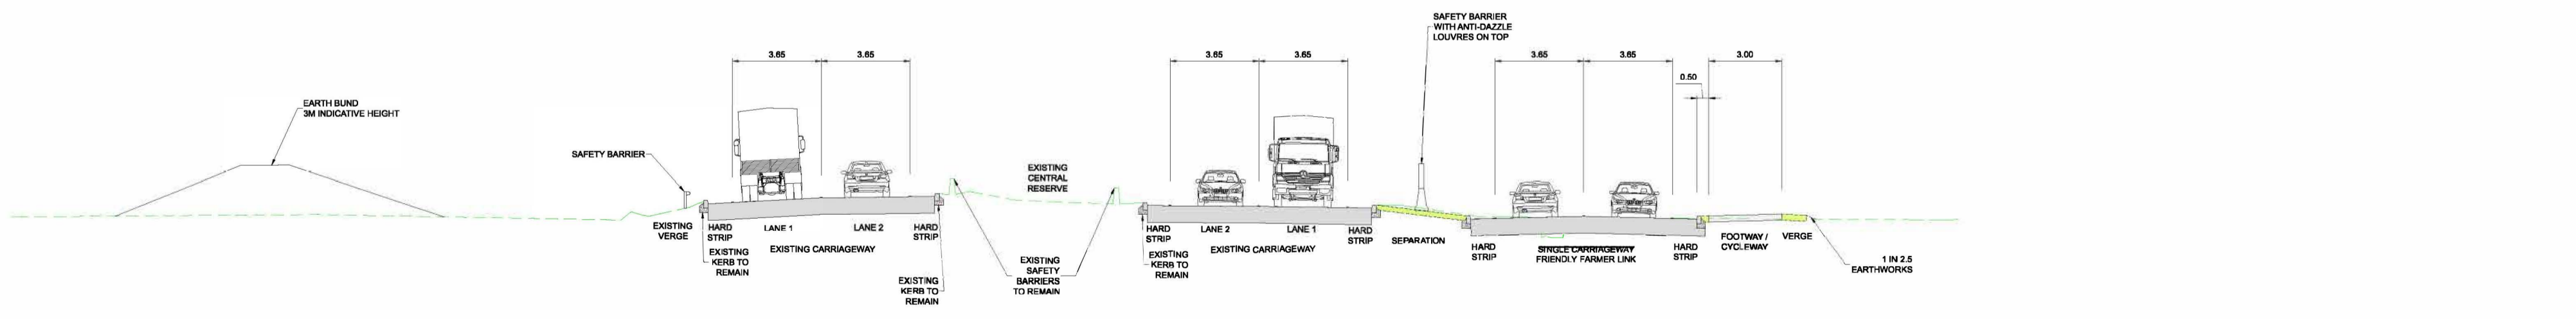 SAFETY BARRIER
WITH ANTI-DAZZLE
LOUVRES ON TOP
3.65
3.65
3.65
3.65
3.65
3.65
3.00
0.50
EARTH BUND
3M INDICATIVE HEIGHT
SAFETY BARRIER
EXISTING
CENTRAL
RESERVE
EXISTING
VERGE
HARD
STRIP
LANE 1
LANE 2
HARD
STRIP
EXISTING CARRIAGEWAY
EXISTING
KERB TO
REMAIN
EXISTING
KERB TO
REMAIN
EXISTING
SAFETY
BARRIERS
TO REMAIN
HARD
STRIP
LANE 2
LANE 1
HARD
STRIP
EXISTING CARRIAGEWAY
EXISTING
KERB TO
REMAIN
SEPARATION
HARD
STRIP
SINGLE CARRIAGEWAY
FRIENDLY FARMER LINK
HARD
STRIP
FOOTWAY /
CYCLEWAY
VERGE
1 IN 2.5
EARTHWORKS